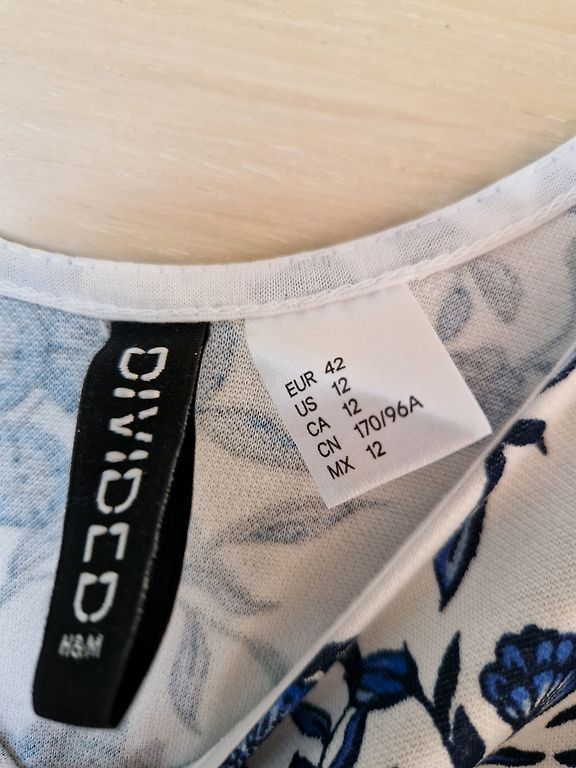 DIVIDED
H&M
EUR 42
US 12
CA 12
CN 170/96A
MX 12